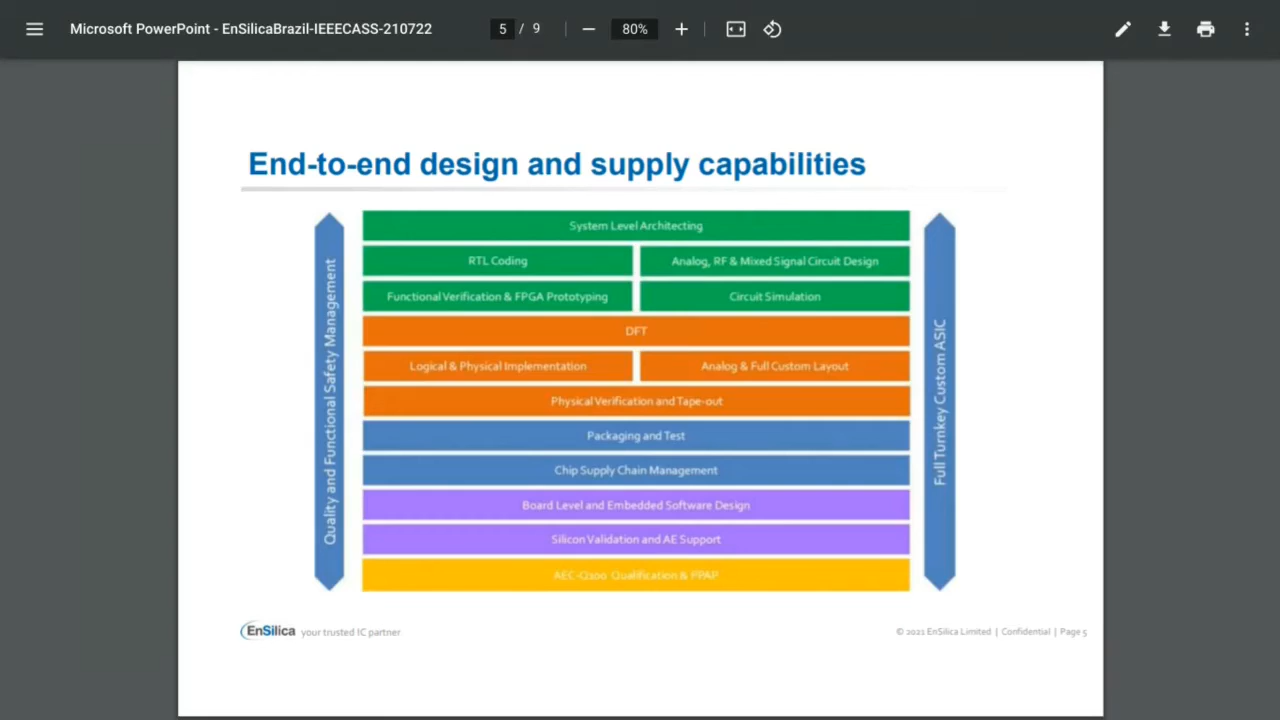 Microsoft PowerPoint - EnSilicaBrazil-IEEECASS-210722
5 / 9
80%
End-to-end design and supply capabilities
Quality and Functional Safety Management
System Level Architecting
RTL Coding
Analog, RF & Mixed Signal Circuit Design
Functional Verification & FPGA Prototyping
Circuit Simulation
DFT
Logical & Physical Implementation
Analog & Full Custom Layout
Physical Verification and Tape-out
Packaging and Test
Chip Supply Chain Management
Board Level and Embedded Software Design
Silicon Validation and AE Support
AEC-Q100 Qualification & PPAP
Full Turnkey Custom ASIC
EnSilica your trusted IC partner
© 2021 EnSilica Limited | Confidential | Page 5